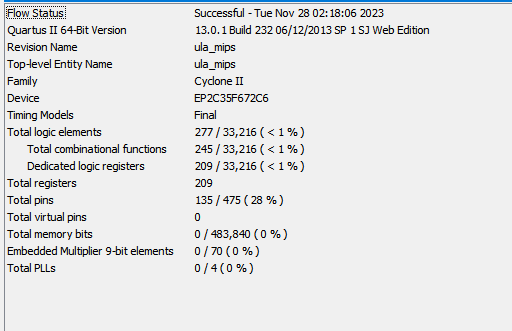 Flow Status Successful - Tue Nov 28 02:18:06 2023
Quartus II 64-Bit Version 13.0.1 Build 232 06/12/2013 SP 1 SJ Web Edition
Revision Name ula_mips
Top-level Entity Name ula_mips
Family Cyclone II
Device EP2C35F672C6
Timing Models Final
Total logic elements 277 / 33,216 ( < 1 % )
Total combinational functions 245 / 33,216 ( < 1 % )
Dedicated logic registers 209 / 33,216 ( < 1 % )
Total registers 209
Total pins 135 / 475 ( 28 % )
Total virtual pins 0
Total memory bits 0 / 483,840 ( 0 % )
Embedded Multiplier 9-bit elements 0 / 70 ( 0 % )
Total PLLs 0 / 4 ( 0 % )